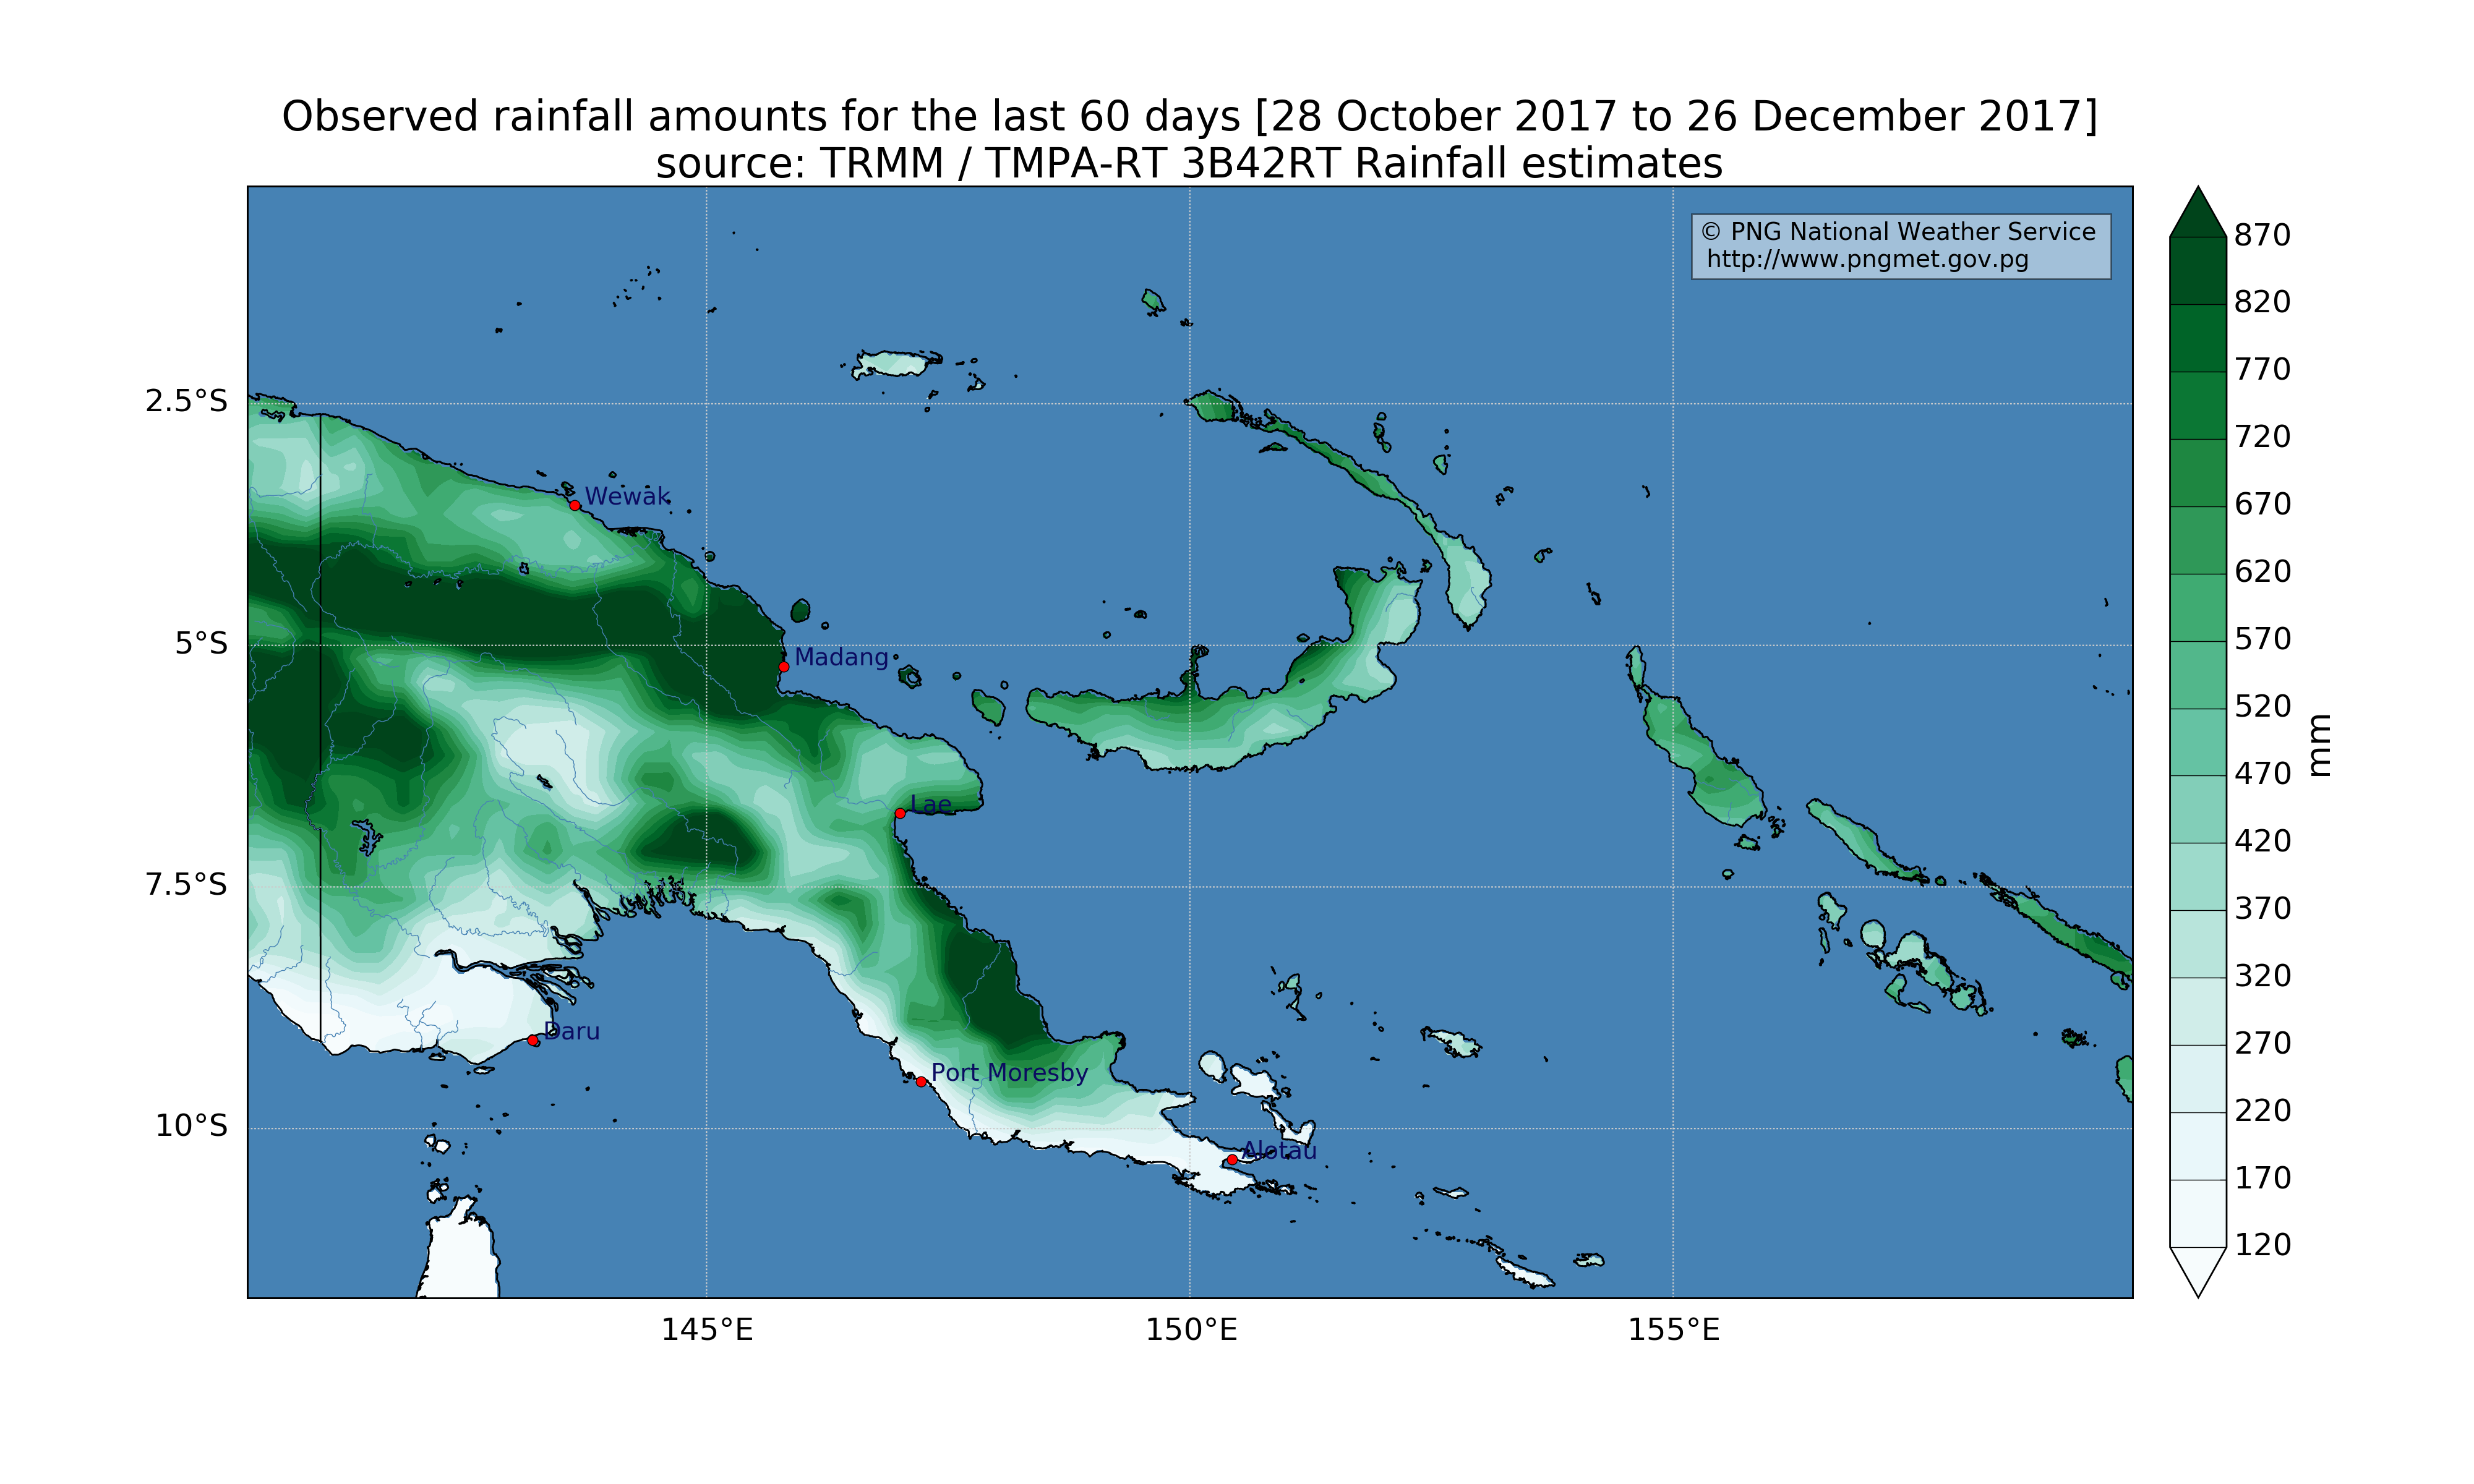 Observed rainfall amounts for the last 60 days [28 October 2017 to 26 December 2017]
source: TRMM / TMPA-RT 3B42RT Rainfall estimates
© PNG National Weather Service
http://www.pngmet.gov.pg
870
820
770
720
670
620
570
520
470
420
370
320
270
220
170
120
mm
2.5°S
5°S
7.5°S
10°S
Wewak
Madang
Lae
Daru
Port Moresby
Alotau
145°E
150°E
155°E